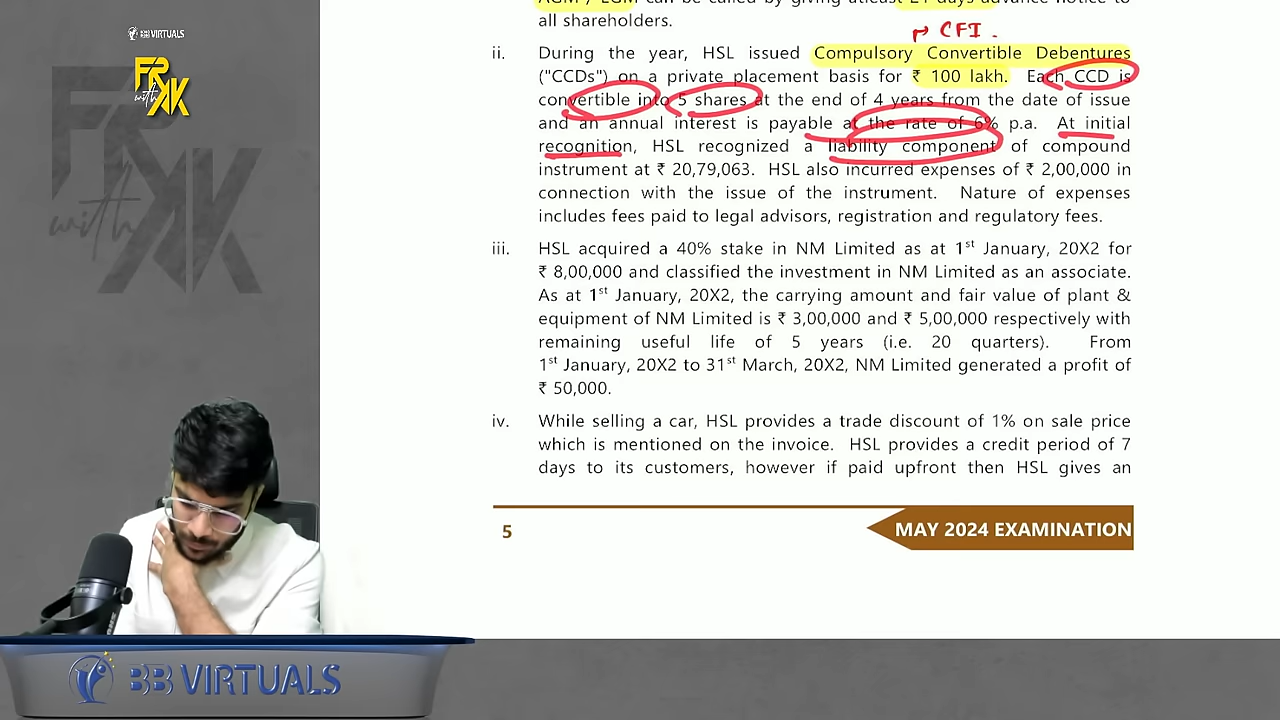 AGM / EGM can be called by giving atleast 21 days advance notice to
all shareholders.
CFI.
ii. During the year, HSL issued Compulsory Convertible Debentures
("CCDs") on a private placement basis for ₹ 100 lakh. Each CCD is
convertible into 5 shares at the end of 4 years from the date of issue
and an annual interest is payable at the rate of 6% p.a. At initial
recognition, HSL recognized a liability component of compound
instrument at ₹ 20,79,063. HSL also incurred expenses of ₹ 2,00,000 in
connection with the issue of the instrument. Nature of expenses
includes fees paid to legal advisors, registration and regulatory fees.
iii. HSL acquired a 40% stake in NM Limited as at 1st January, 20X2 for
₹ 8,00,000 and classified the investment in NM Limited as an associate.
As at 1st January, 20X2, the carrying amount and fair value of plant &
equipment of NM Limited is ₹ 3,00,000 and ₹ 5,00,000 respectively with
remaining useful life of 5 years (i.e. 20 quarters). From
1st January, 20X2 to 31st March, 20X2, NM Limited generated a profit of
₹ 50,000.
iv. While selling a car, HSL provides a trade discount of 1% on sale price
which is mentioned on the invoice. HSL provides a credit period of 7
days to its customers, however if paid upfront then HSL gives an
5
MAY 2024 EXAMINATION
BB VIRTUALS
FR
with
AK
FR
with
AK
BB VIRTUALS